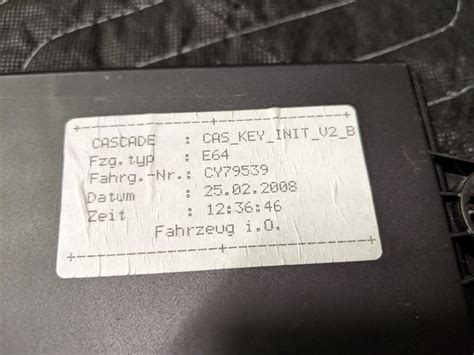 CASCADE : CAS_KEY_INIT_V2_B
Fzg.typ : E64
Fahrg.-Nr.: CY79539
Datum : 25.02.2008
Zeit : 12:36:46
Fahrzeug i.O.